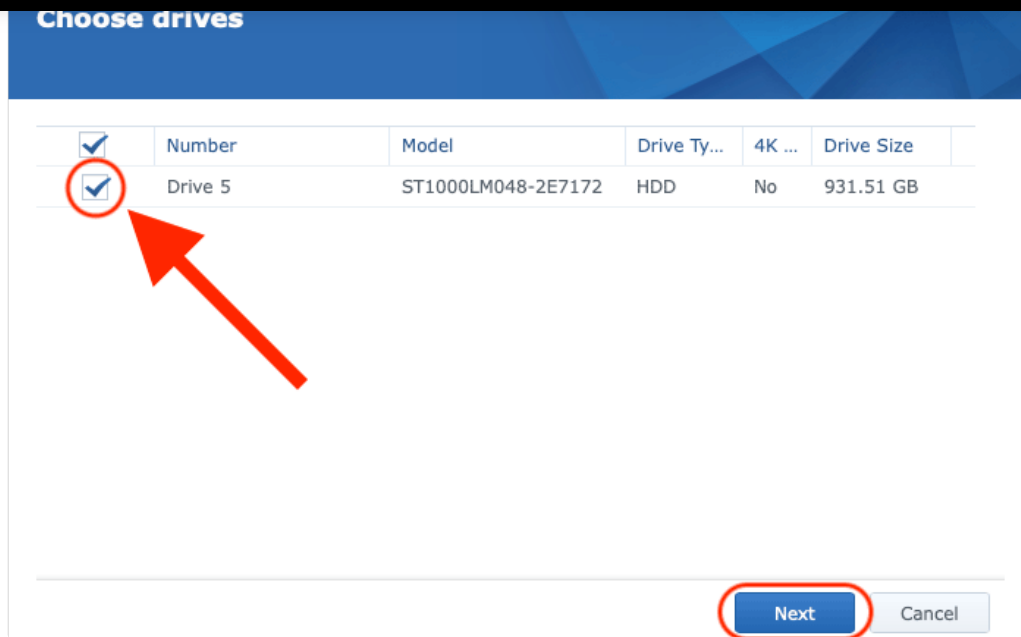 Choose drives
Number Model Drive Ty... 4K ... Drive Size
Drive 5 ST1000LM048-2E7172 HDD No 931.51 GB
Next Cancel